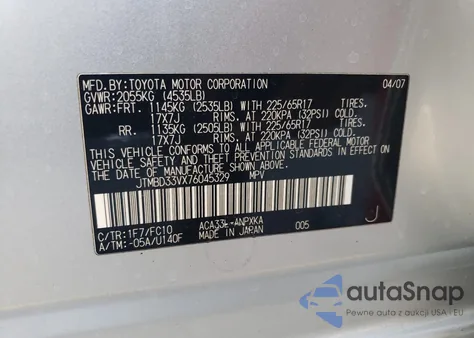 MFD.BY:TOYOTA MOTOR CORPORATION 04/07
GVWR:2055KG (4535LB)
GAWR:FRT. 1145KG (2535LB) WITH 225/65R17 TIRES.
17X7J RIMS. AT 220KPA (32PSI) COLD.
RR. 1135KG (2505LB) WITH 225/65R17 TIRES.
17X7J RIMS. AT 220KPA (32PSI) COLD.
THIS VEHICLE CONFORMS TO ALL APPLICABLE FEDERAL MOTOR
VEHICLE SAFETY, AND THEFT PREVENTION STANDARDS IN EFFECT ON
THE DATE OF MANUFACTURE SHOWN ABOVE.
JTMBD33VX76045329 MPV
C/TR:1F7/FC10 ACA33L-ANPXKA J
A/TM:-05A/U140F MADE IN JAPAN 005
autoSnap
Pewne auta z aukcji USA i EU